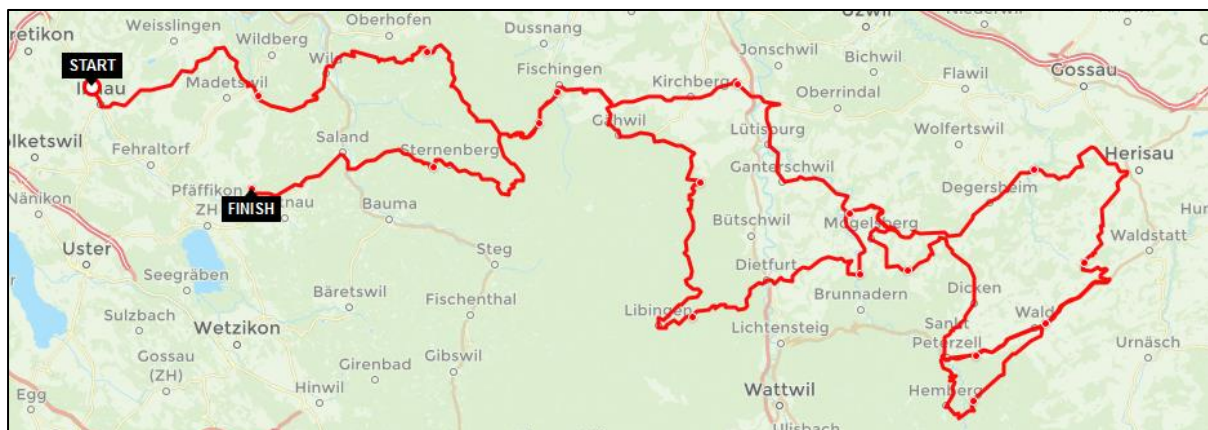 Weisslingen
Oberhofen
Dussnang
retikon
Wildberg
Jonschwil
START
Fischingen
Kirchberg
Bichwil
Flawil
Gossau
Madetswil
Oberrindal
Gähwil
Lütisburg
Wolfertswil
olketswil
Saland
Fehraltorf
Sternenberg
Ganterschwil
Herisau
Degersheim
Pfäffikon
ZH
Nänikon
FINISH
Bauma
Bütschwil
Mogelsberg
Waldstatt
Uster
Steg
Dietfurt
Seegräben
Bäretswil
Fischenthal
Brunnadern
Dicken
Sulzbach
Libingen
Wetzikon
Lichtensteig
Sankt
Peterzell
Wald
Urnäsch
Gossau
(ZH)
Girenbad
Gibswil
Hinwil
Wattwil
Hemberg
Egg
Ulisbach